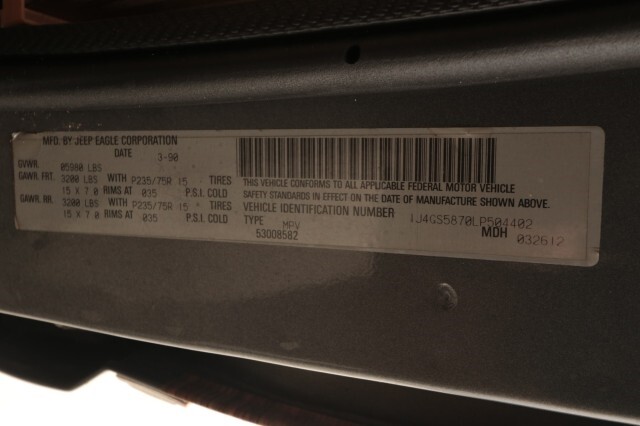 MFD. BY JEEP EAGLE CORPORATION
DATE 3-90
GVWR. 05980 LBS
GAWR. FRT. 3200 LBS WITH P235/75R 15 TIRES
15 X 7.0 RIMS AT 035 P.S.I. COLD
GAWR. RR. 3200 LBS WITH P235/75R 15 TIRES
15 X 7.0 RIMS AT 035 P.S.I. COLD
THIS VEHICLE CONFORMS TO ALL APPLICABLE FEDERAL MOTOR VEHICLE
SAFETY STANDARDS IN EFFECT ON THE DATE OF MANUFACTURE SHOWN ABOVE.
VEHICLE IDENTIFICATION NUMBER 1J4GS5870LP504402
TYPE MPV MDH 032612
53008582